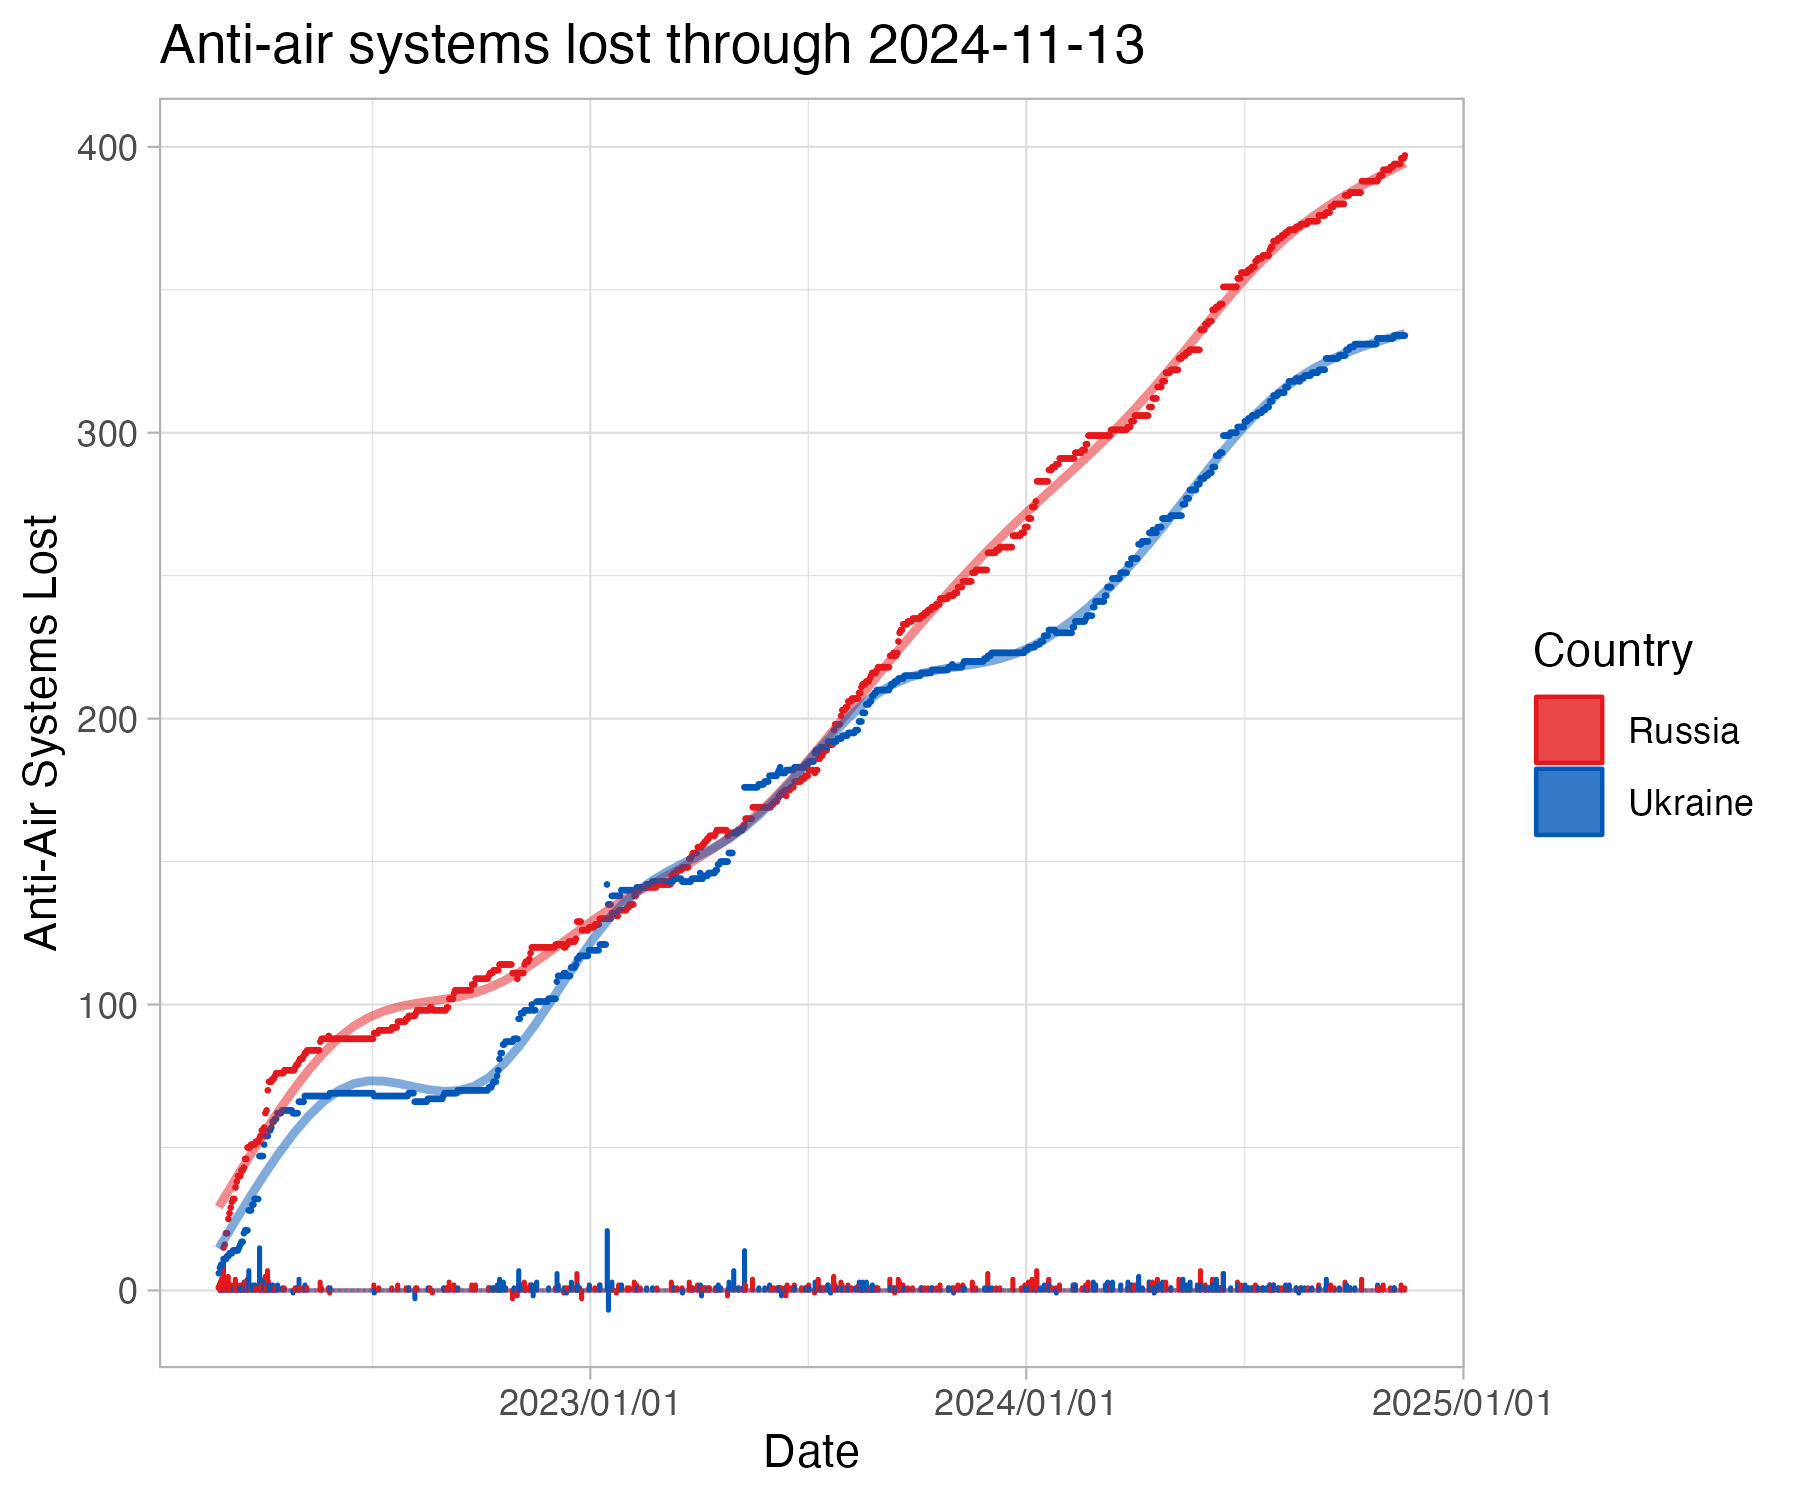 Anti-air systems lost through 2024-11-13
Anti-Air Systems Lost
400
300
200
100
0
2023/01/01
2024/01/01
2025/01/01
Date
Country
Russia
Ukraine